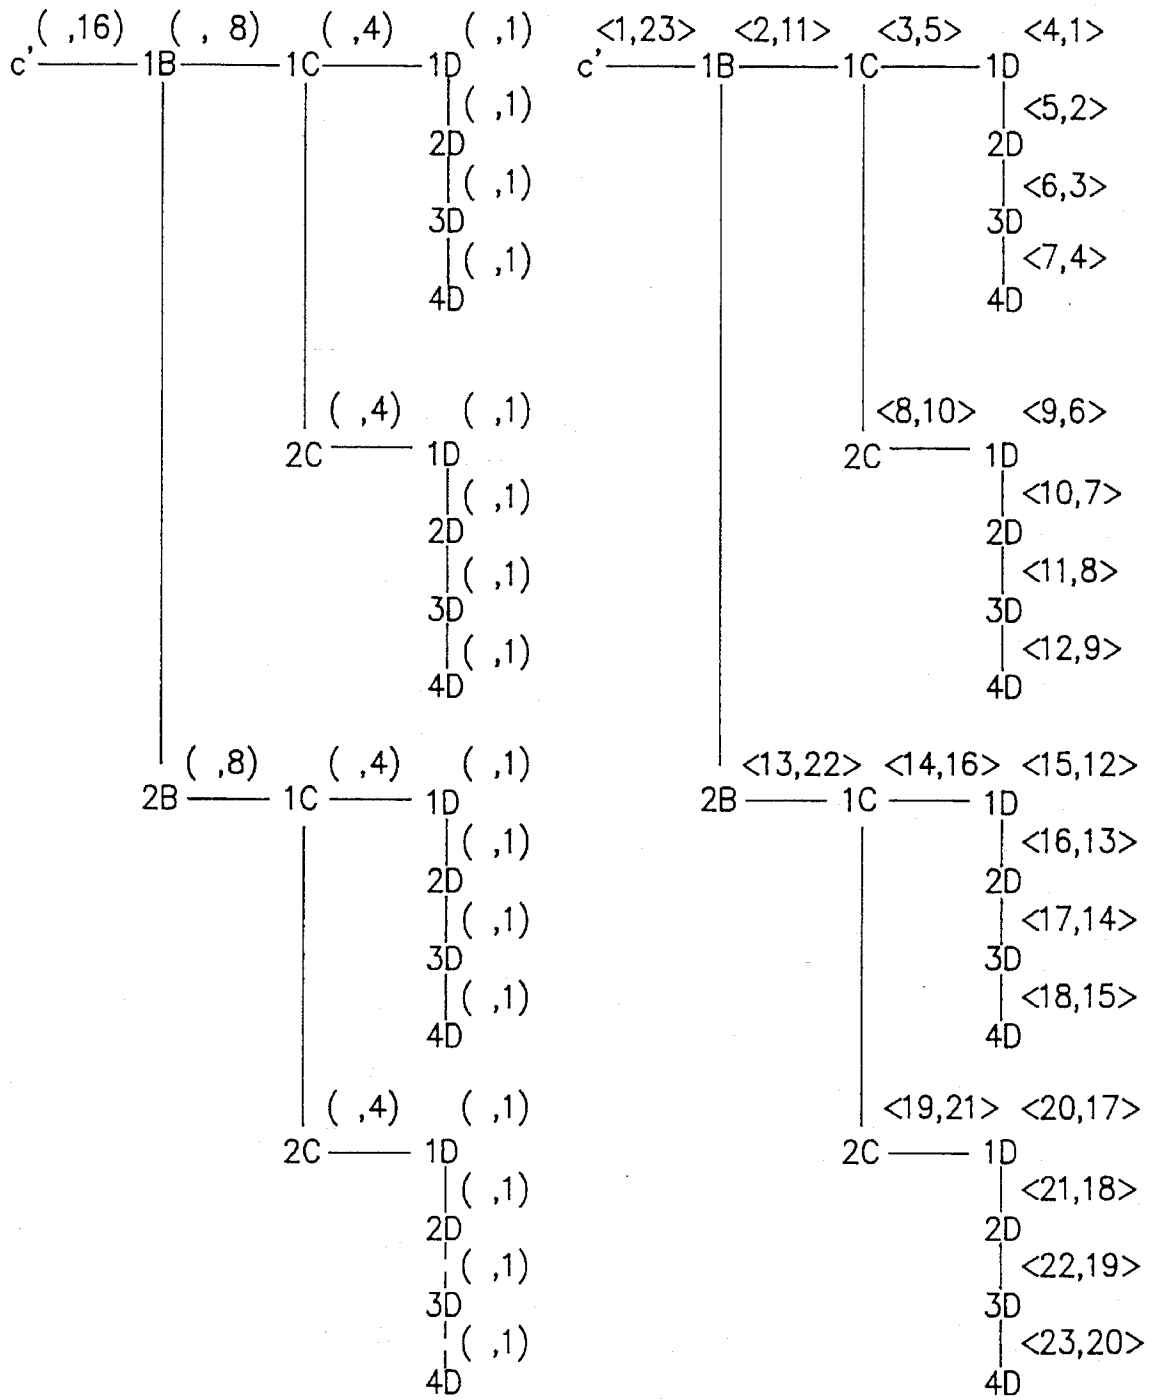 ( ,16) ( , 8) ( ,4) ( ,1) <1,23> <2,11> <3,5> <4,1>
c' 1B 1C 1D c' 1B 1C 1D
( ,1) <5,2>
2D 2D
( ,1) <6,3>
3D 3D
( ,1) <7,4>
4D 4D
( ,4) ( ,1) <8,10> <9,6>
2C 1D 2C 1D
( ,1) <10,7>
2D 2D
( ,1) <11,8>
3D 3D
( ,1) <12,9>
4D 4D
( ,8) ( ,4) ( ,1) <13,22> <14,16> <15,12>
2B 1C 1D 2B 1C 1D
( ,1) <16,13>
2D 2D
( ,1) <17,14>
3D 3D
( ,1) <18,15>
4D 4D
( ,4) ( ,1) <19,21> <20,17>
2C 1D 2C 1D
( ,1) <21,18>
2D 2D
( ,1) <22,19>
3D 3D
( ,1) <23,20>
4D 4D